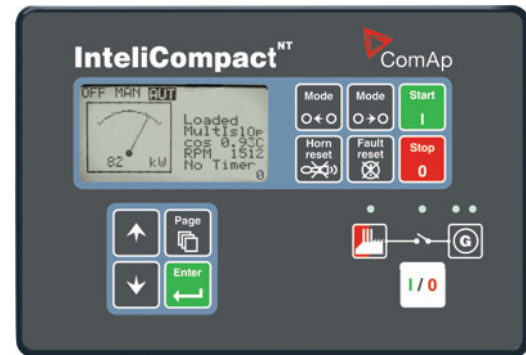 InteliCompact NT
ComAp
OFF MAN AUT
Loaded
MultIslOp
cos 0.93C
RPM 1512
No Timer
0
82 kW
Mode
Mode
Start
I
Horn reset
Fault reset
Stop
0
Page
Enter
G
I / 0